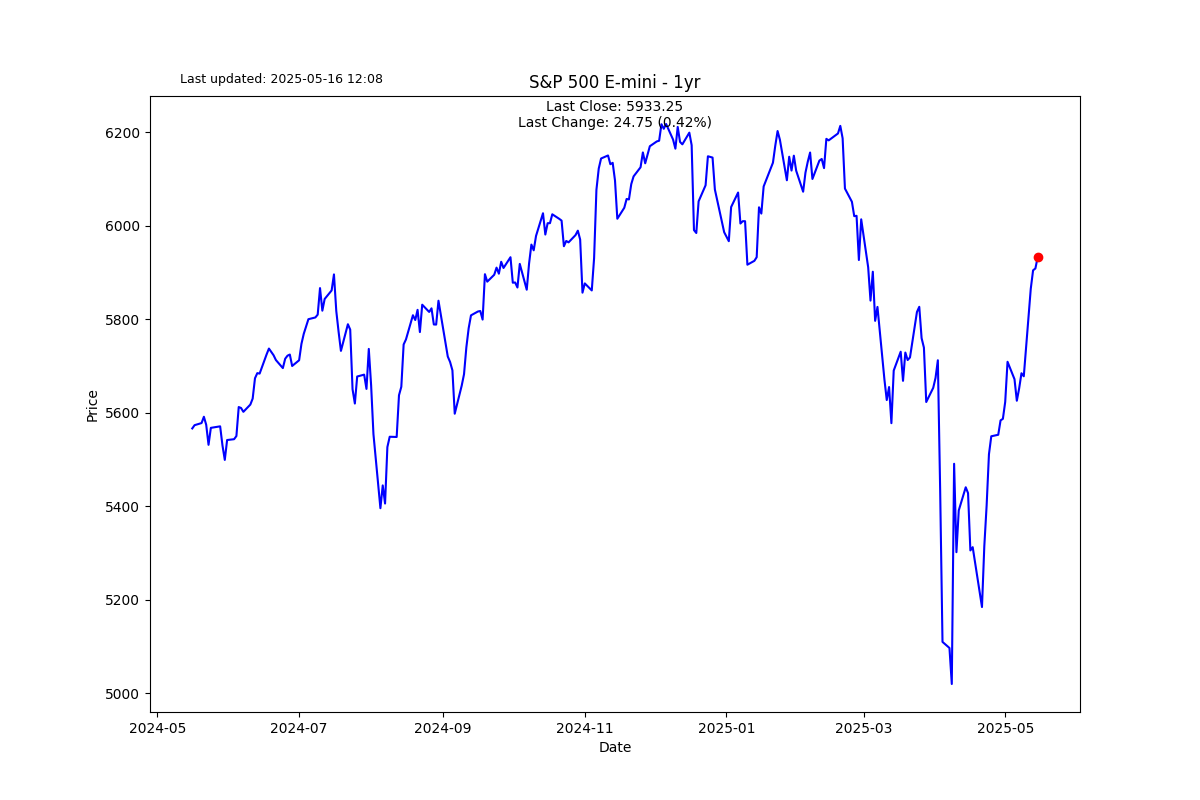 Last updated: 2025-05-16 12:08
S&P 500 E-mini - 1yr
Last Close: 5933.25
Last Change: 24.75 (0.42%)
6200
6000
5800
5600
5400
5200
5000
Price
2024-05 2024-07 2024-09 2024-11 2025-01 2025-03 2025-05
Date